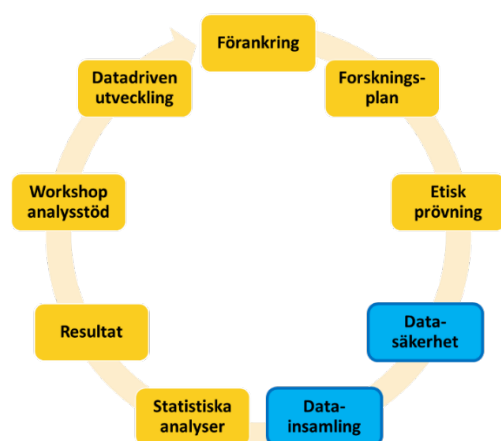 Förankring
Forsknings-
plan
Etisk
prövning
Data-
säkerhet
Data-
insamling
Statistiska
analyser
Resultat
Workshop
analysstöd
Datadriven
utveckling